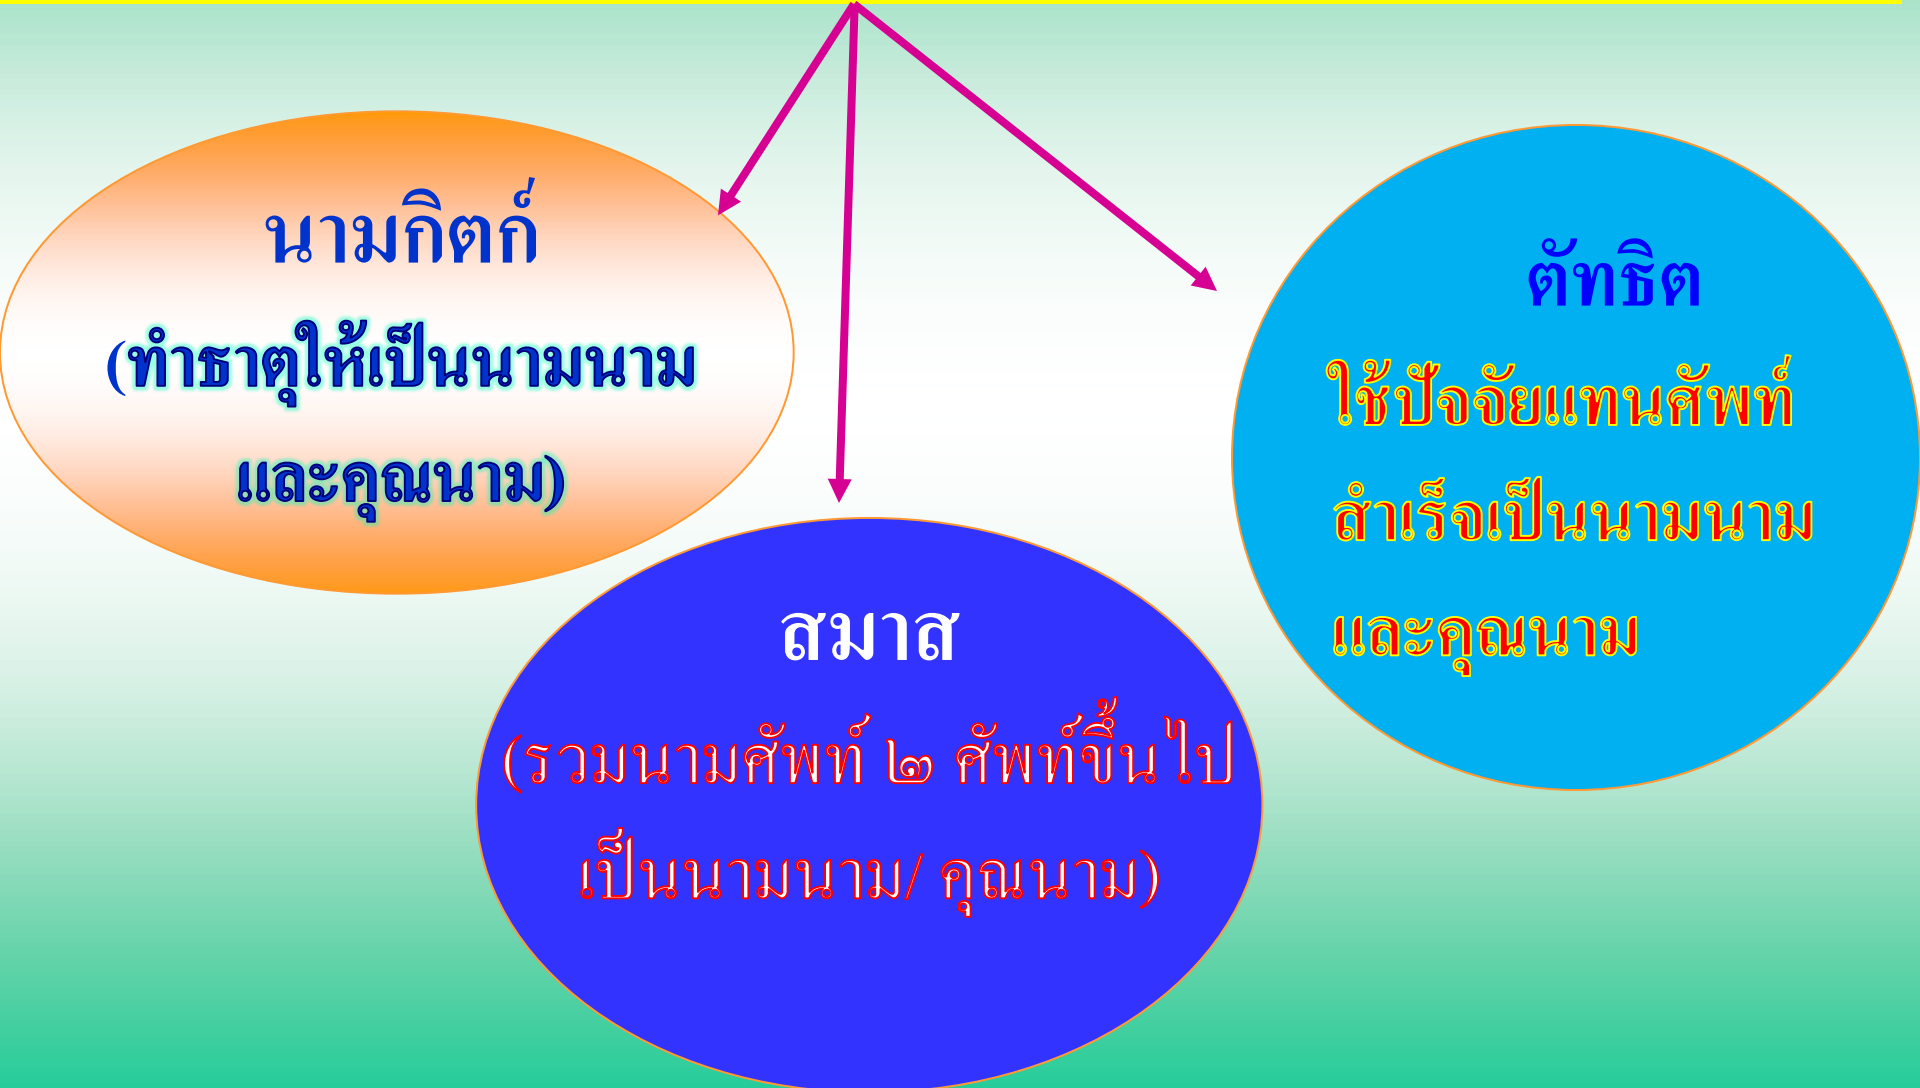 นามกิตก์
(ทำธาตุให้เป็นนามนาม
และคุณนาม)
สมาส
(รวมนามศัพท์ ๒ ศัพท์ขึ้นไป
เป็นนามนาม/ คุณนาม)
ตัทธิต
ใช้ปัจจัยแทนศัพท์
สำเร็จเป็นนามนาม
และคุณนาม